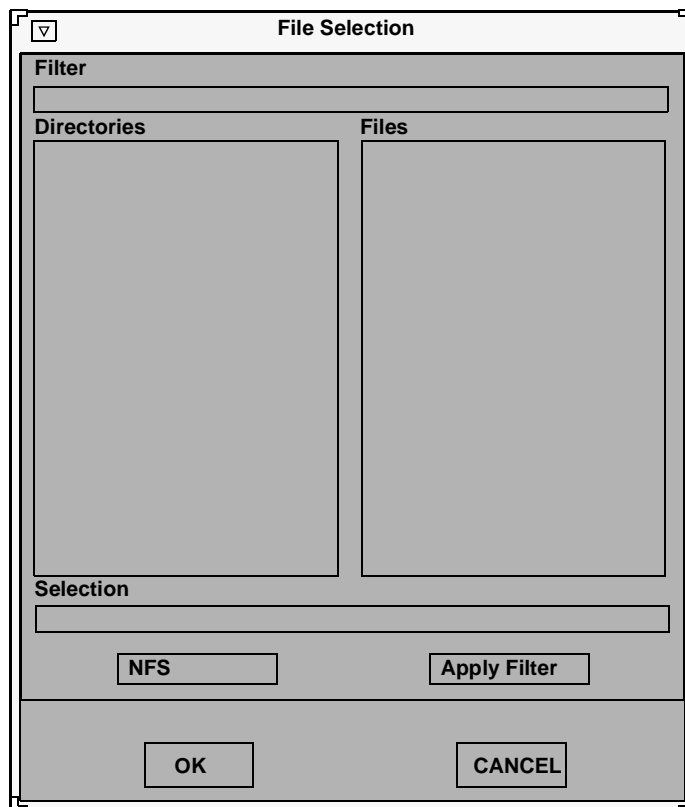 File Selection
Filter
Directories
Files
Selection
NFS
Apply Filter
OK
CANCEL